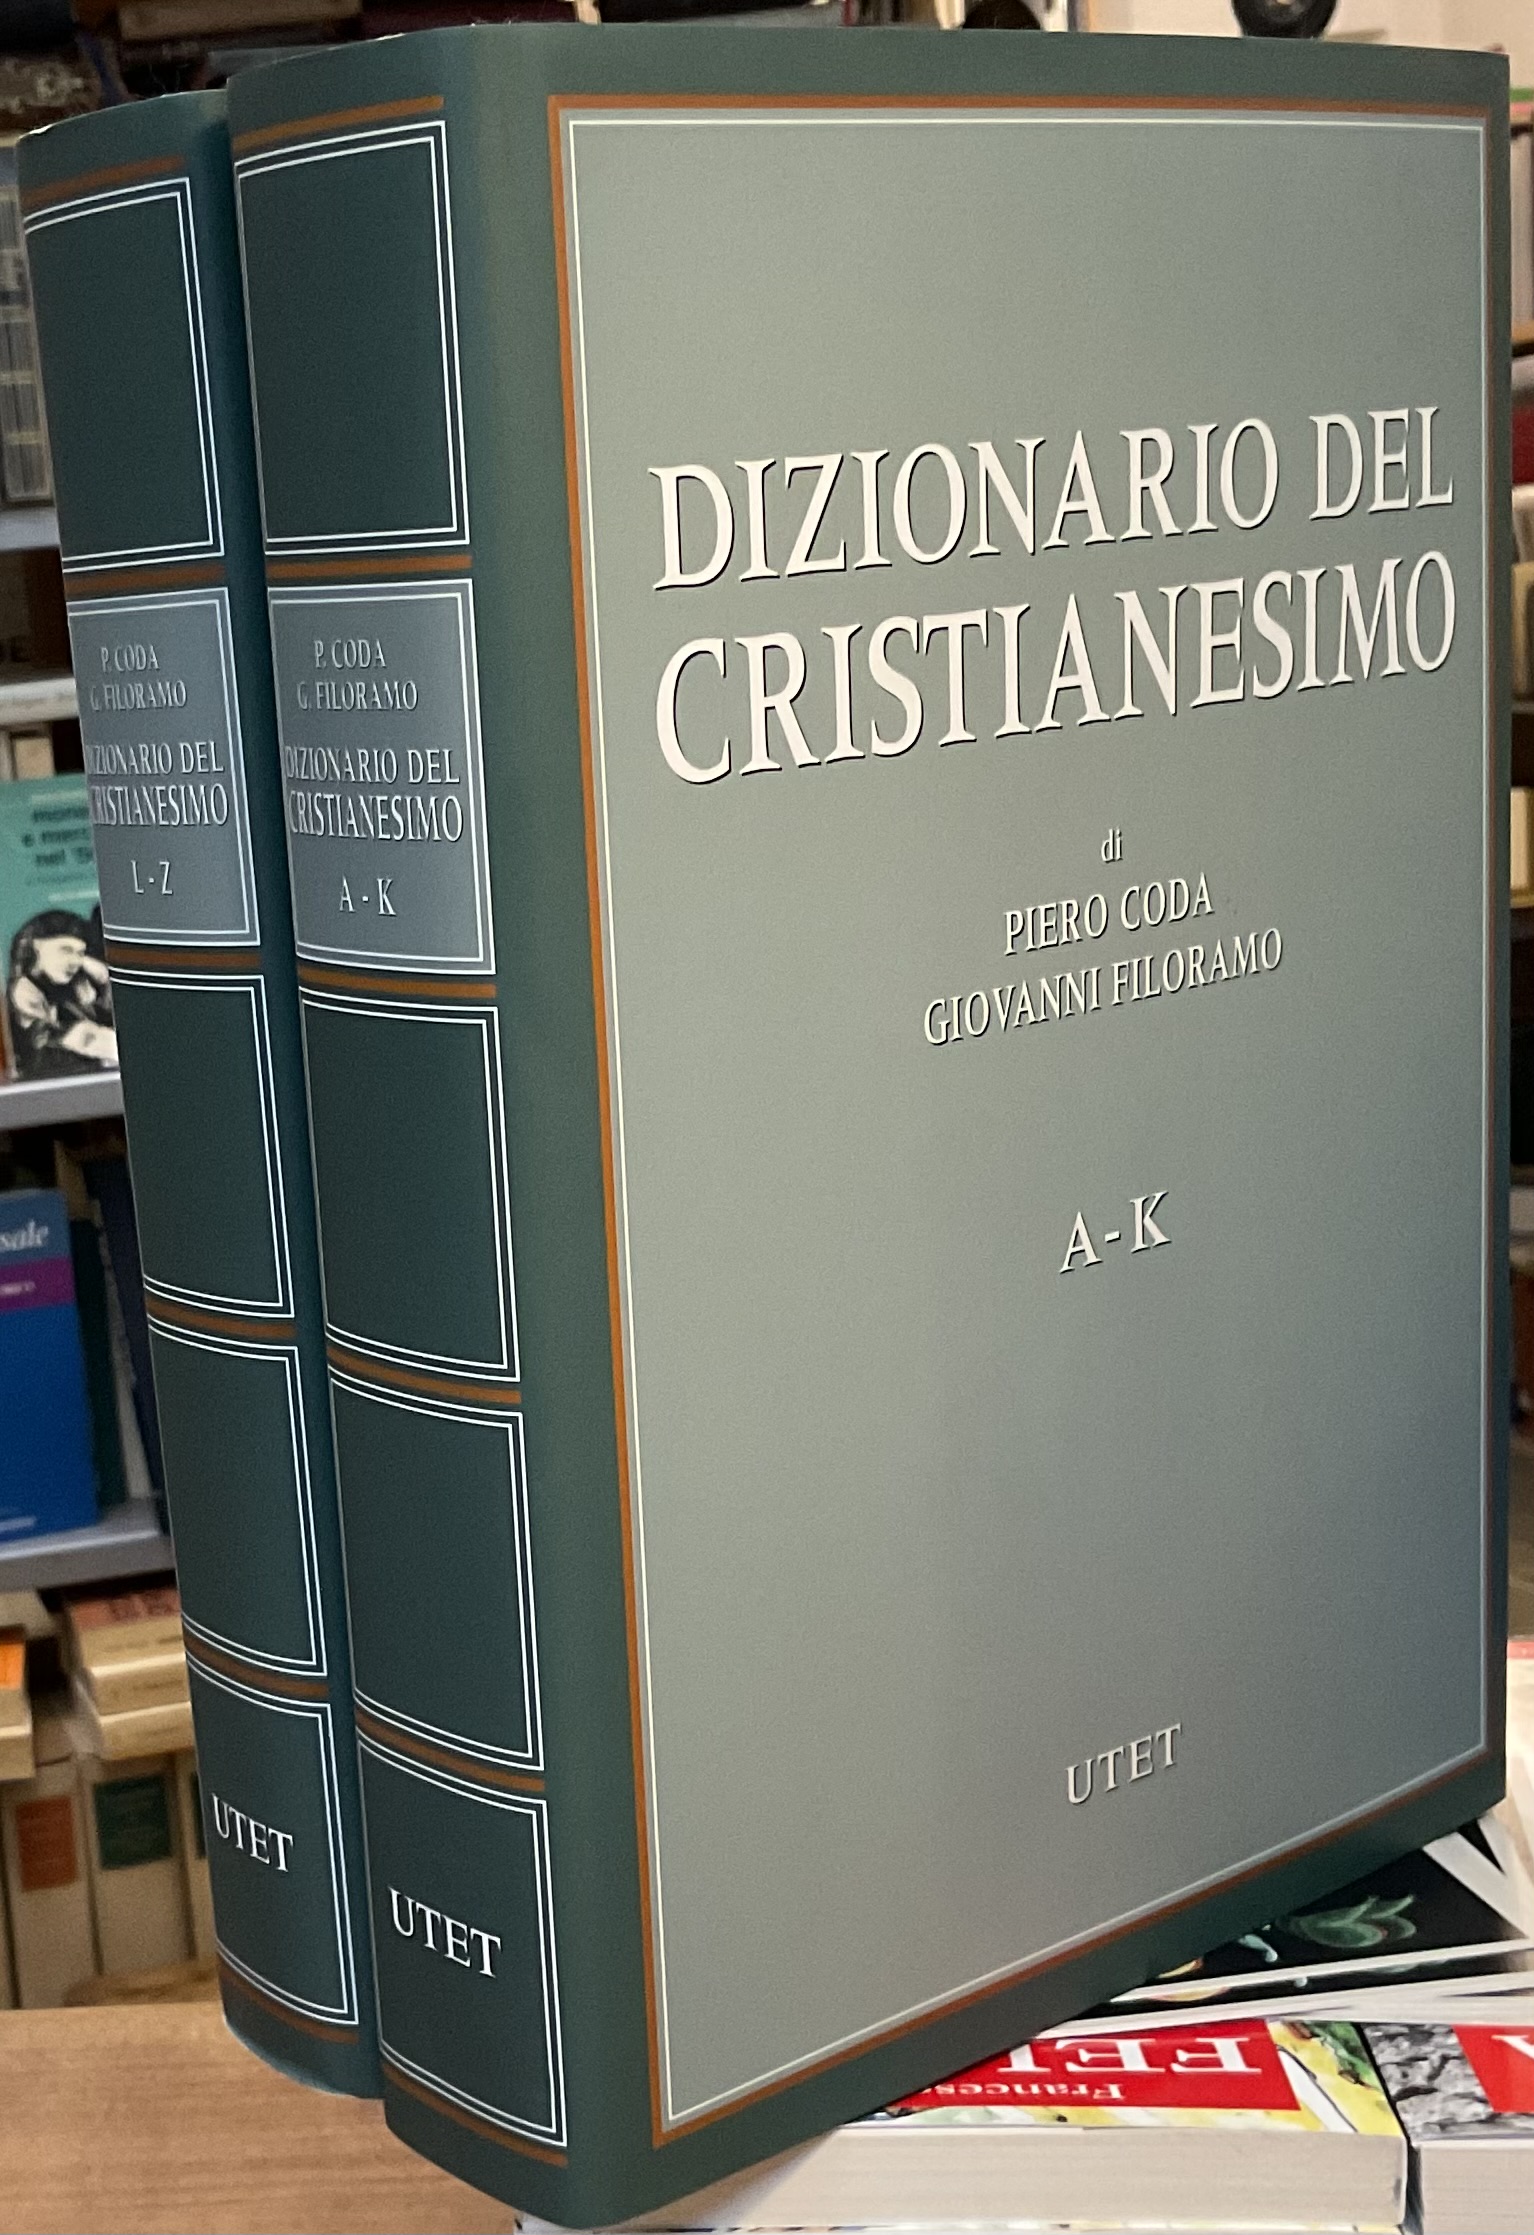 P. CODA
G. FILORAMO
DIZIONARIO DEL
CRISTIANESIMO
L - Z
UTET
P. CODA
G. FILORAMO
DIZIONARIO DEL
CRISTIANESIMO
A - K
UTET
DIZIONARIO DEL
CRISTIANESIMO
di
PIERO CODA
GIOVANNI FILORAMO
A - K
UTET